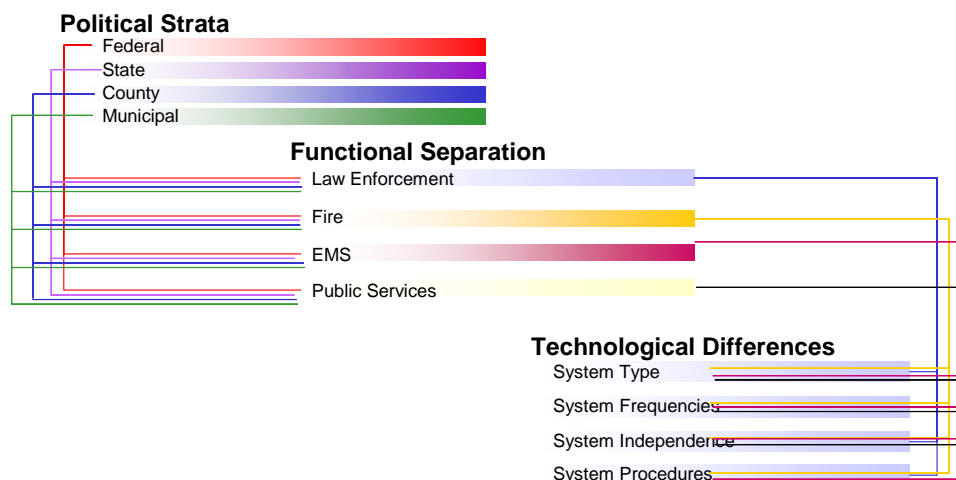 Political Strata
Federal
State
County
Municipal
Functional Separation
Law Enforcement
Fire
EMS
Public Services
Technological Differences
System Type
System Frequencies
System Independence
System Procedures